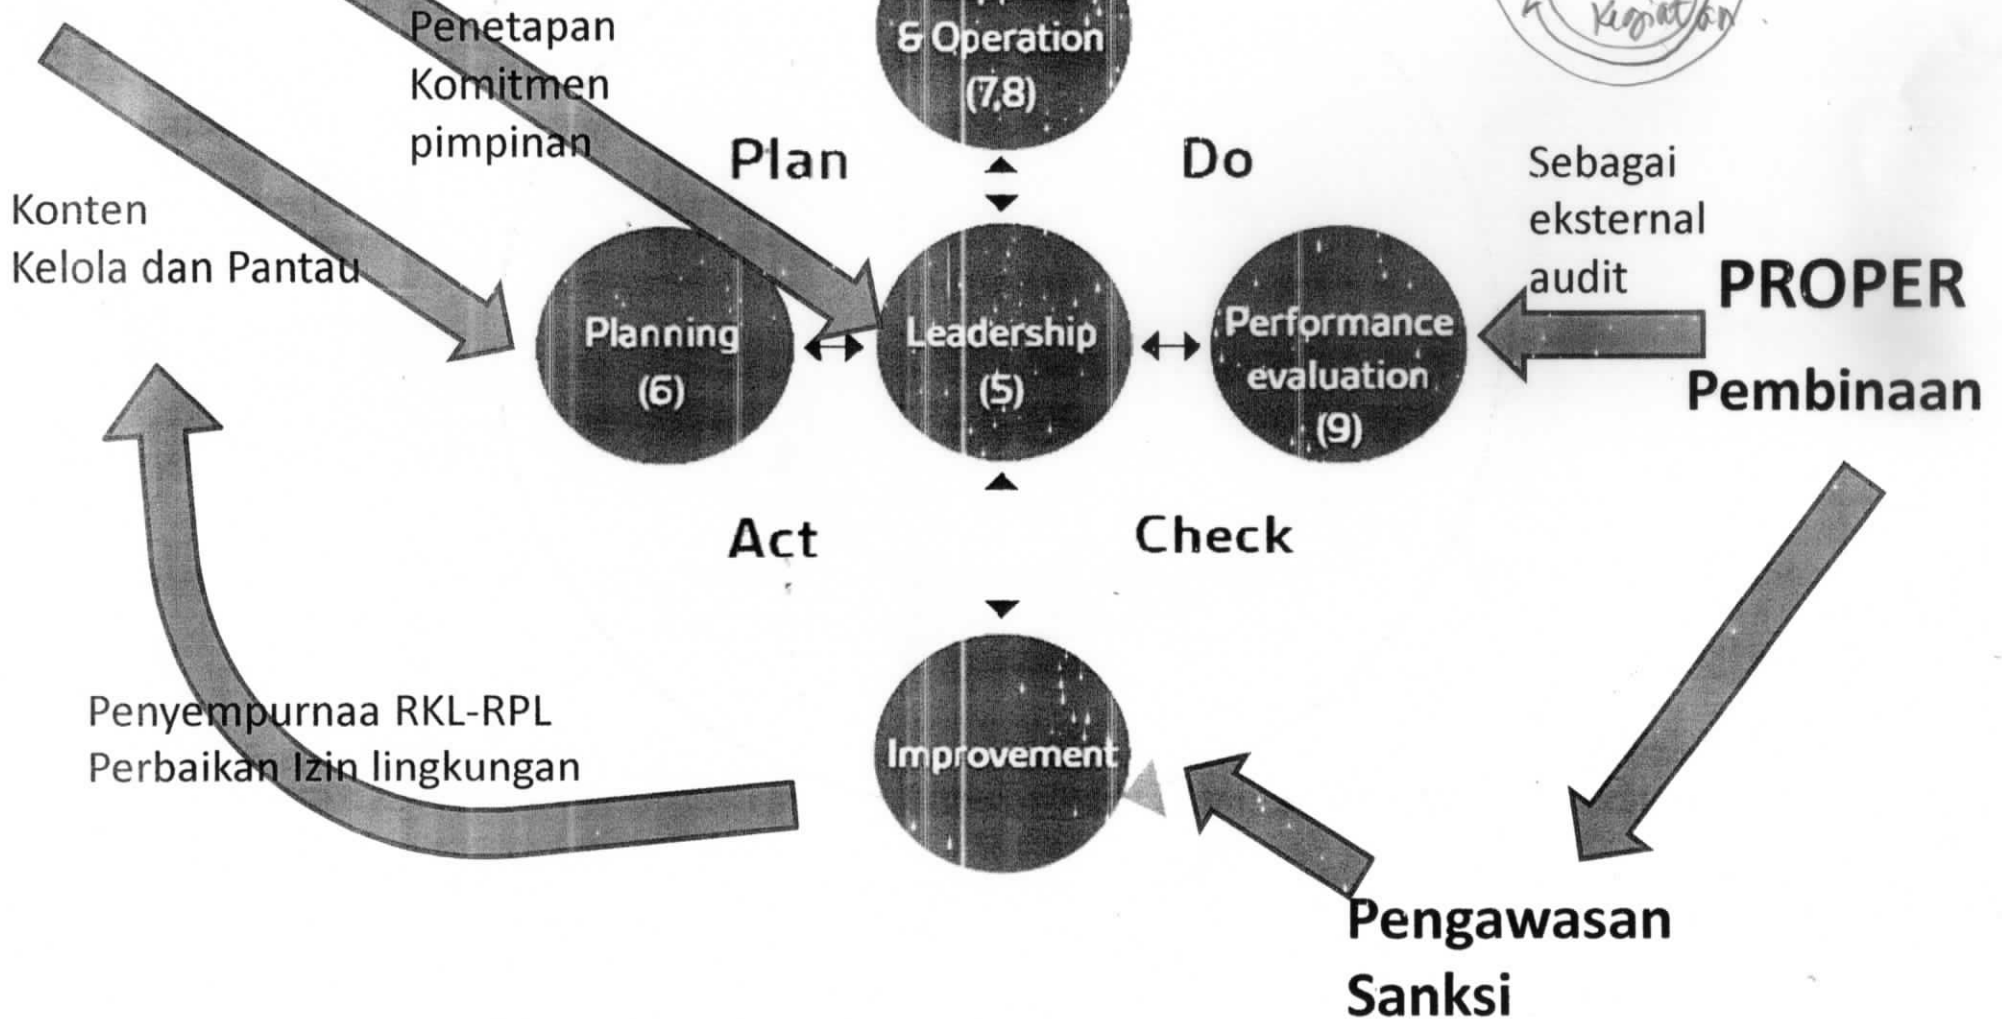 Penetapan
Komitmen
pimpinan
& Operation
(7,8)
Kegiatan
Plan
Do
Sebagai
eksternal
audit
Konten
Kelola dan Pantau
PROPER
Pembinaan
Planning
(6)
Leadership
(5)
Performance
evaluation
(9)
Act
Check
Penyempurnaa RKL-RPL
Perbaikan Izin lingkungan
Improvement
Pengawasan
Sanksi